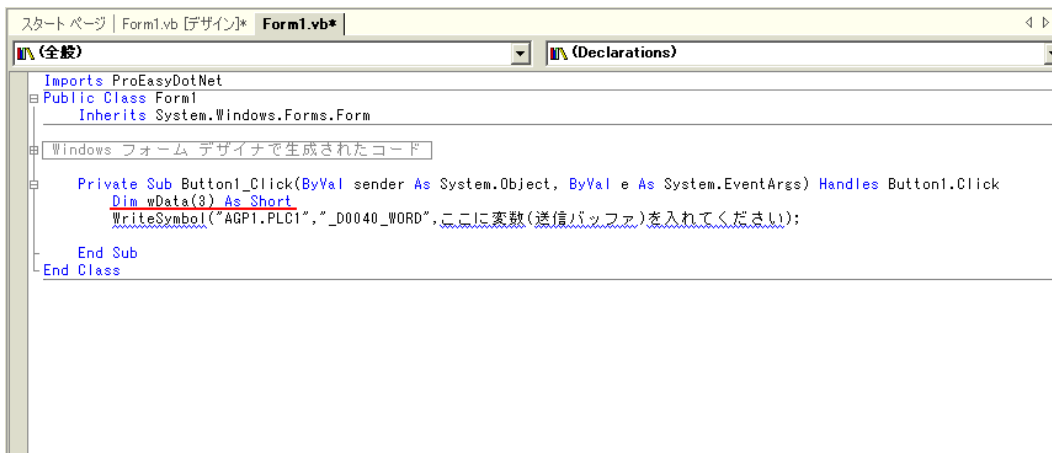 スタート ページ | Form1.vb [デザイン]* Form1.vb*
(全般) (Declarations)
Imports ProEasyDotNet
Public Class Form1
Inherits System.Windows.Forms.Form
Windows フォーム デザイナで生成されたコード
Private Sub Button1_Click(ByVal sender As System.Object, ByVal e As System.EventArgs) Handles Button1.Click
Dim wData(3) As Short
WriteSymbol("AGP1.PLC1","_D0040_WORD",ここに変数(送信バッファ)を入れてください);
End Sub
End Class